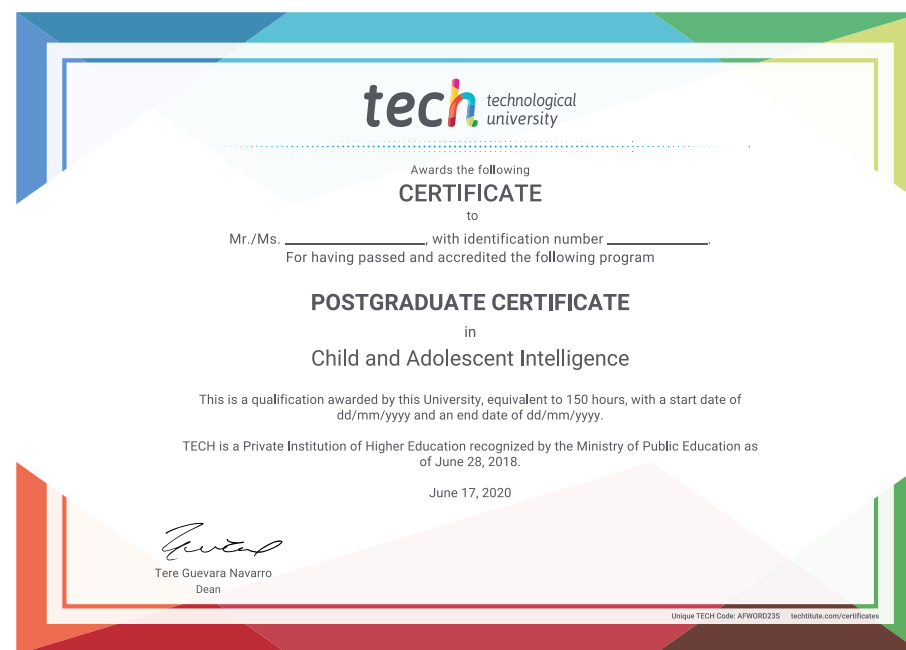 tech technological
university
Awards the following
CERTIFICATE
to
Mr./Ms. ____________________, with identification number ______________.
For having passed and accredited the following program
POSTGRADUATE CERTIFICATE
in
Child and Adolescent Intelligence
This is a qualification awarded by this University, equivalent to 150 hours, with a start date of
dd/mm/yyyy and an end date of dd/mm/yyyy.
TECH is a Private Institution of Higher Education recognized by the Ministry of Public Education as
of June 28, 2018.
June 17, 2020
Tere Guevara Navarro
Dean
Unique TECH Code: AFWORD23S techtitute.com/certificates